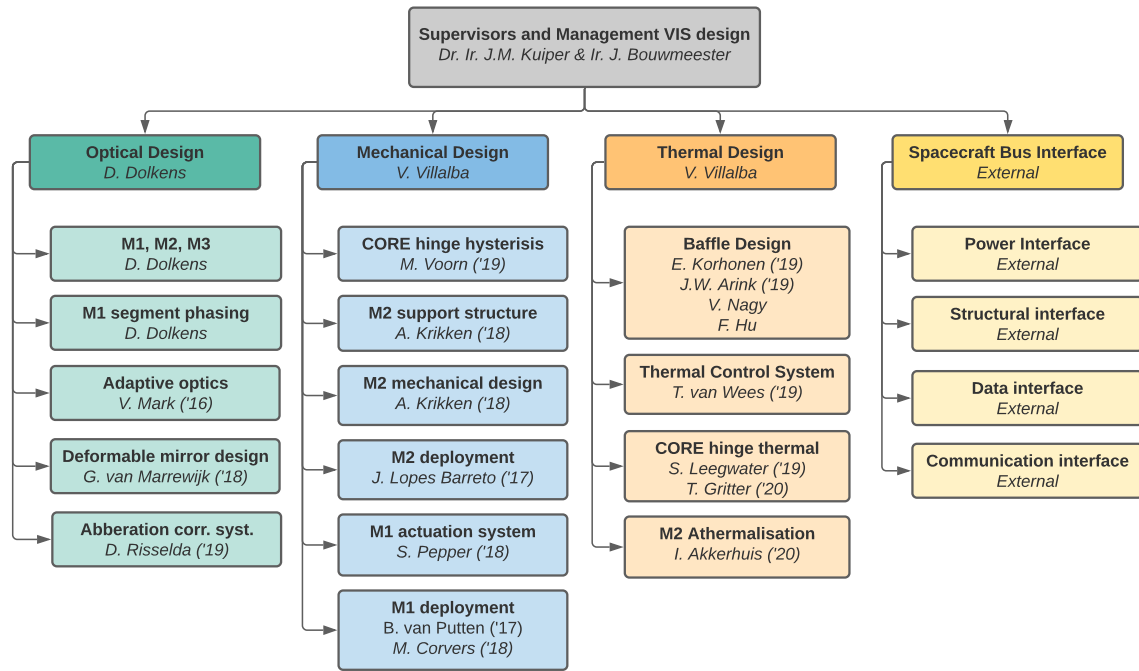 Supervisors and Management VIS design
Dr. Ir. J.M. Kuiper & Ir. J. Bouwmeester
Optical Design
D. Dolkens
M1, M2, M3
D. Dolkens
M1 segment phasing
D. Dolkens
Adaptive optics
V. Mark ('16)
Deformable mirror design
G. van Marrewijk ('18)
Abberation corr. syst.
D. Risselda ('19)
Mechanical Design
V. Villalba
CORE hinge hysterisis
M. Voorn ('19)
M2 support structure
A. Krikken ('18)
M2 mechanical design
A. Krikken ('18)
M2 deployment
J. Lopes Barreto ('17)
M1 actuation system
S. Pepper ('18)
M1 deployment
B. van Putten ('17)
M. Corvers ('18)
Thermal Design
V. Villalba
Baffle Design
E. Korhonen ('19)
J.W. Arink ('19)
V. Nagy
F. Hu
Thermal Control System
T. van Wees ('19)
CORE hinge thermal
S. Leegwater ('19)
T. Gritter ('20)
M2 Athermalisation
I. Akkerhuis ('20)
Spacecraft Bus Interface
External
Power Interface
External
Structural interface
External
Data interface
External
Communication interface
External